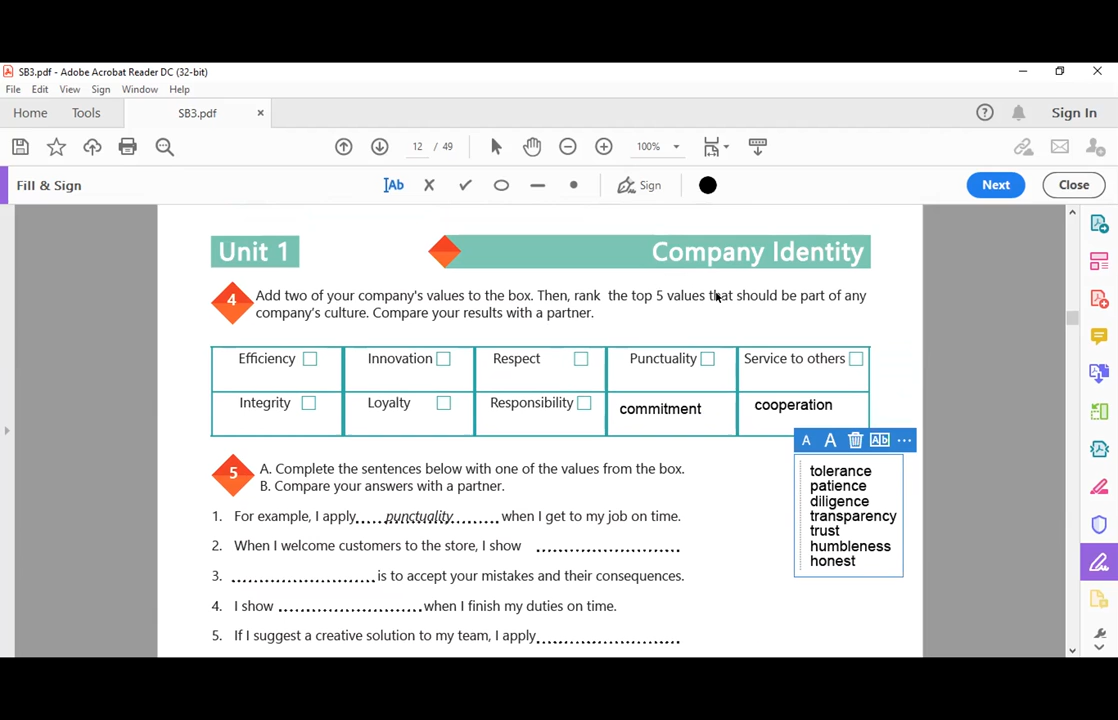 SB3.pdf - Adobe Acrobat Reader DC (32-bit)
File Edit View Sign Window Help
Home Tools SB3.pdf Sign In
12 / 49 100%
Fill & Sign Ab Sign Next Close
Unit 1 Company Identity
4 Add two of your company's values to the box. Then, rank the top 5 values that should be part of any
company's culture. Compare your results with a partner.
Efficiency Innovation Respect Punctuality Service to others
Integrity Loyalty Responsibility commitment cooperation
A A Ab
5 A. Complete the sentences below with one of the values from the box.
B. Compare your answers with a partner.
1. For example, I apply.....punctuality..........when I get to my job on time.
2. When I welcome customers to the store, I show ..............................
3. ..............................is to accept your mistakes and their consequences.
4. I show ..............................when I finish my duties on time.
5. If I suggest a creative solution to my team, I apply..............................
tolerance
patience
diligence
transparency
trust
humbleness
honest